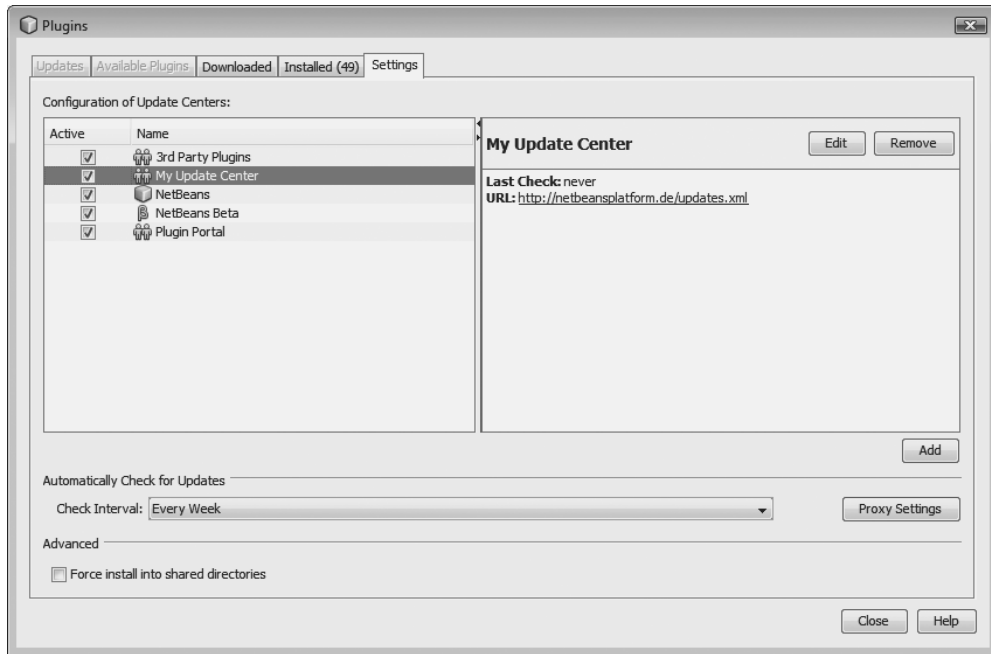 Plugins
Updates Available Plugins Downloaded Installed (49) Settings
Configuration of Update Centers:
Active Name
3rd Party Plugins
My Update Center
NetBeans
β NetBeans Beta
Plugin Portal
My Update Center Edit Remove
Last Check: never
URL: http://netbeansplatform.de/updates.xml
Add
Automatically Check for Updates
Check Interval: Every Week Proxy Settings
Advanced
Force install into shared directories
Close Help